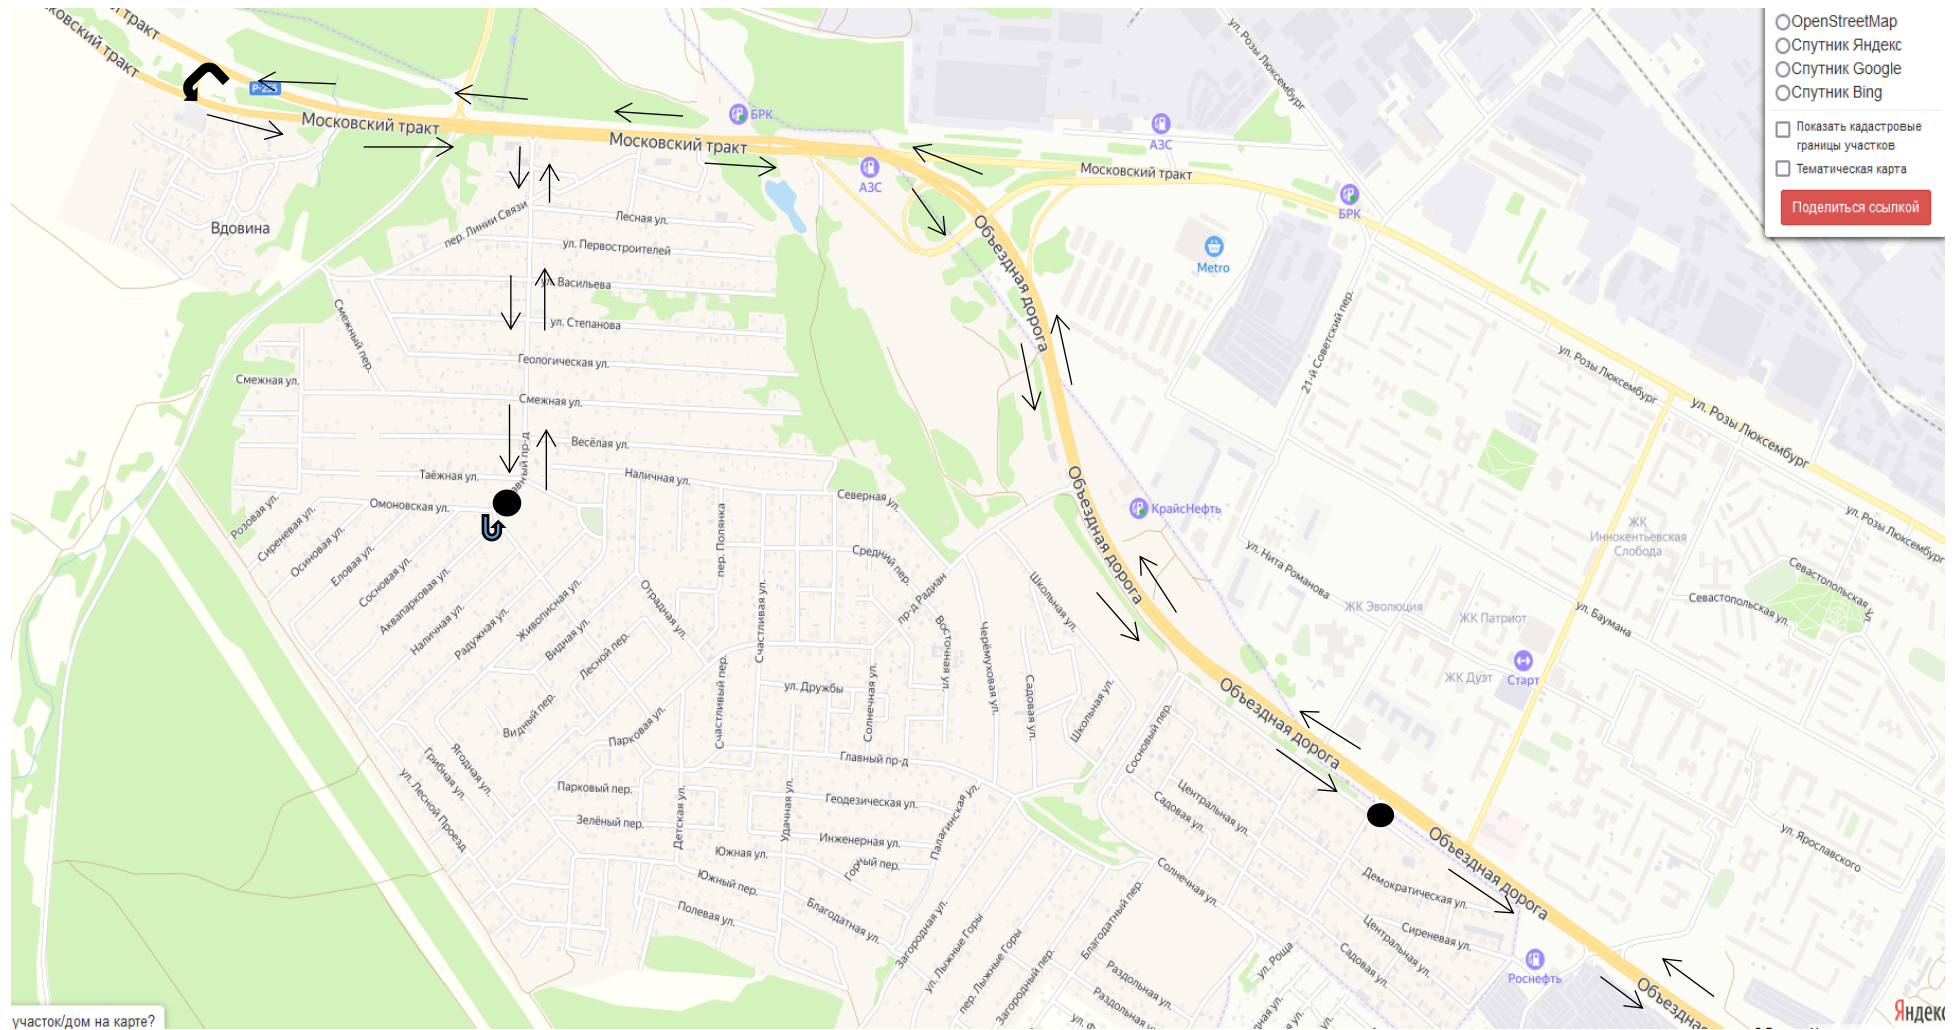 й тракт
ковский тракт
Р-255
Московский тракт
БРК
Московский тракт
АЗС
АЗС
Московский тракт
БРК
ул. Розы Люксембург
OpenStreetMap
Спутник Яндекс
Спутник Google
Спутник Bing
Показать кадастровые
границы участков
Тематическая карта
Поделиться ссылкой
Вдовина
пер. Линии Связи
Лесная ул.
ул. Первостроителей
ул. Васильева
ул. Степанова
Геологическая ул.
Смежный пер.
Смежная ул.
Смежная ул.
Весёлая ул.
Объездная дорога
Metro
21-й Советский пер.
ул. Розы Люксембург
ул. Розы Люксембург
ул. Розы Люксембург
Таёжная ул.
авный пр-д
Наличная ул.
Северная ул.
Омоновская ул.
Розовая ул.
Сиреневая ул.
Осиновая ул.
Еловая ул.
Сосновая ул.
Аквапарковая ул.
Наличная ул.
Радужная ул.
Живописная ул.
Видная ул.
Лесной пер.
Видный пер.
Отрадная ул.
пер. Полянка
Счастливая ул.
Средний пер.
пр-д Радиан
Восточная ул.
Черёмуховая ул.
Школьная ул.
Садовая ул.
Школьная ул.
Объездная дорога
КрайсНефть
ул. Нита Романова
ЖК Эволюция
ЖК Патриот
ЖК Дуэт
Старт
ЖК
Иннокентьевская
Слобода
Севастопольская ул.
Севастопольская ул.
ул. Баумана
ул. Ярославского
Парковая ул.
Счастливый пер.
ул. Дружбы
Солнечная ул.
Главный пр-д
Ягодная ул.
Грибная ул.
ул. Лесной Проезд
Парковый пер.
Зелёный пер.
Детская ул.
Удачная ул.
Геодезическая ул.
Инженерная ул.
Палагинская ул.
Южная ул.
Южный пер.
Полевая ул.
Благодатная ул.
Загородная ул.
ул. Лыжные Горы
пер. Лыжные Горы
Загородный пер.
Благодатный пер.
Раздольная ул.
Раздольная ул.
ул. Роща
Сосновый пер.
Центральная ул.
Садовая ул.
Солнечная ул.
Объездная дорога
Объездная дорога
Демократическая ул.
Сиреневая ул.
Центральная ул.
Садовая ул.
Роснефть
Объездная
Яндекс
участок/дом на карте?